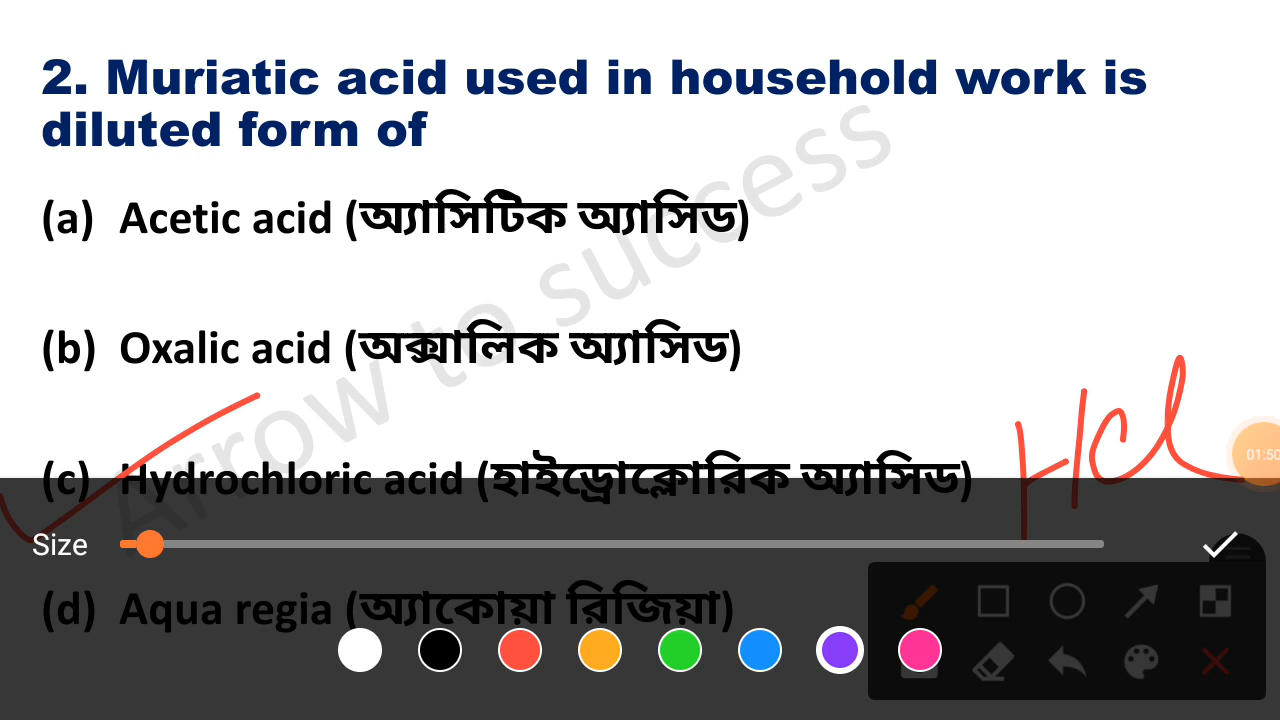 2. Muriatic acid used in household work is
diluted form of
(a) Acetic acid (অ্যাসিটিক অ্যাসিড)
(b) Oxalic acid (অক্সালিক অ্যাসিড)
(c) Hydrochloric acid (হাইড্রোক্লোরিক অ্যাসিড)
HCl
01:50
Size
(d) Aqua regia (অ্যাকোয়া রিজিয়া)
Arrow to success